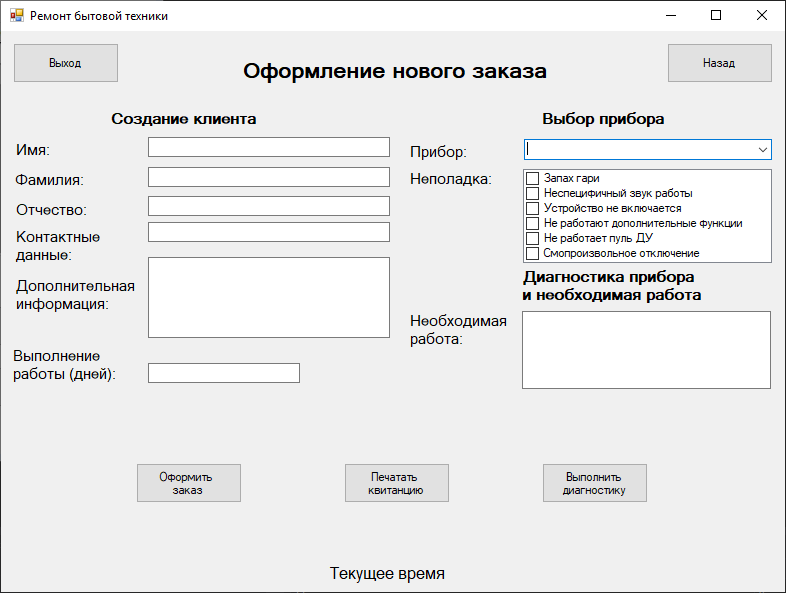 Ремонт бытовой техники
Выход
Оформление нового заказа
Назад
Создание клиента
Имя:
Фамилия:
Отчество:
Контактные
данные:
Дополнительная
информация:
Выполнение
работы (дней):
Выбор прибора
Прибор:
Неполадка:
Запах гари
Неспецифичный звук работы
Устройство не включается
Не работают дополнительные функции
Не работает пуль ДУ
Смопроизвольное отключение
Диагностика прибора
и необходимая работа
Необходимая
работа:
Оформить
заказ
Печатать
квитанцию
Выполнить
диагностику
Текущее время